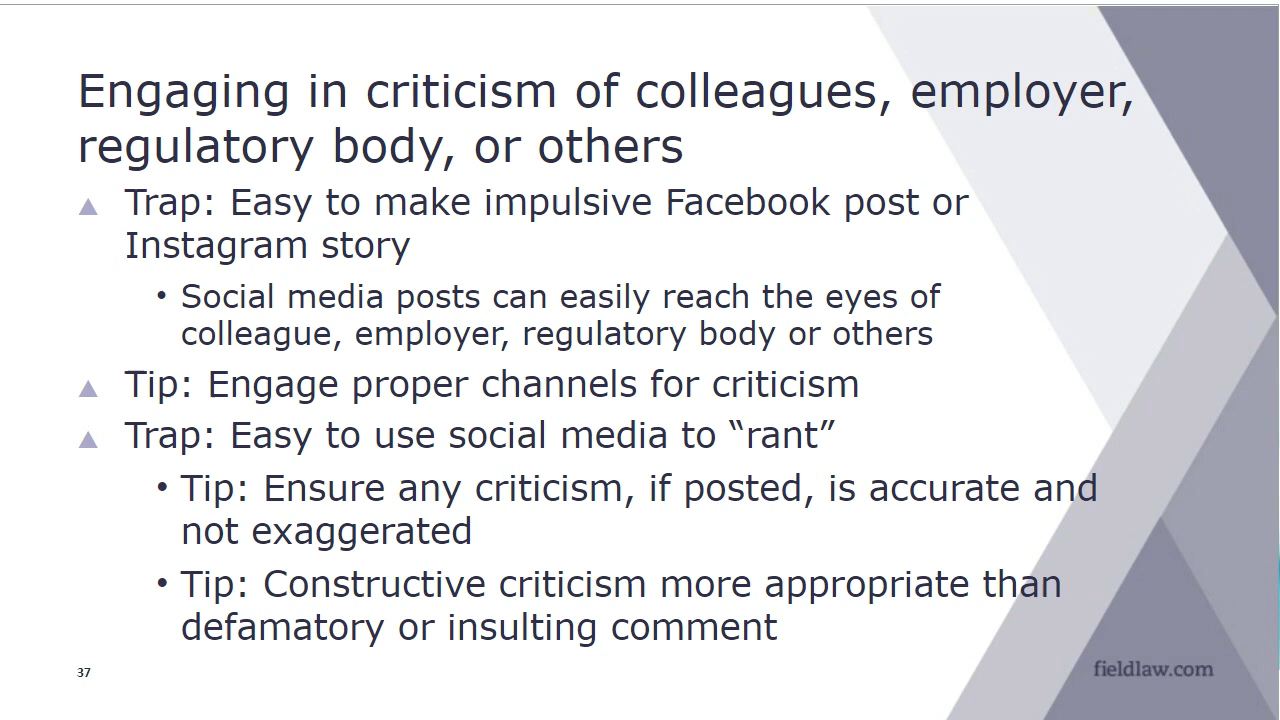 Engaging in criticism of colleagues, employer,
regulatory body, or others
Trap: Easy to make impulsive Facebook post or
Instagram story
• Social media posts can easily reach the eyes of
colleague, employer, regulatory body or others
Tip: Engage proper channels for criticism
Trap: Easy to use social media to “rant”
• Tip: Ensure any criticism, if posted, is accurate and
not exaggerated
• Tip: Constructive criticism more appropriate than
defamatory or insulting comment
37
fieldlaw.com